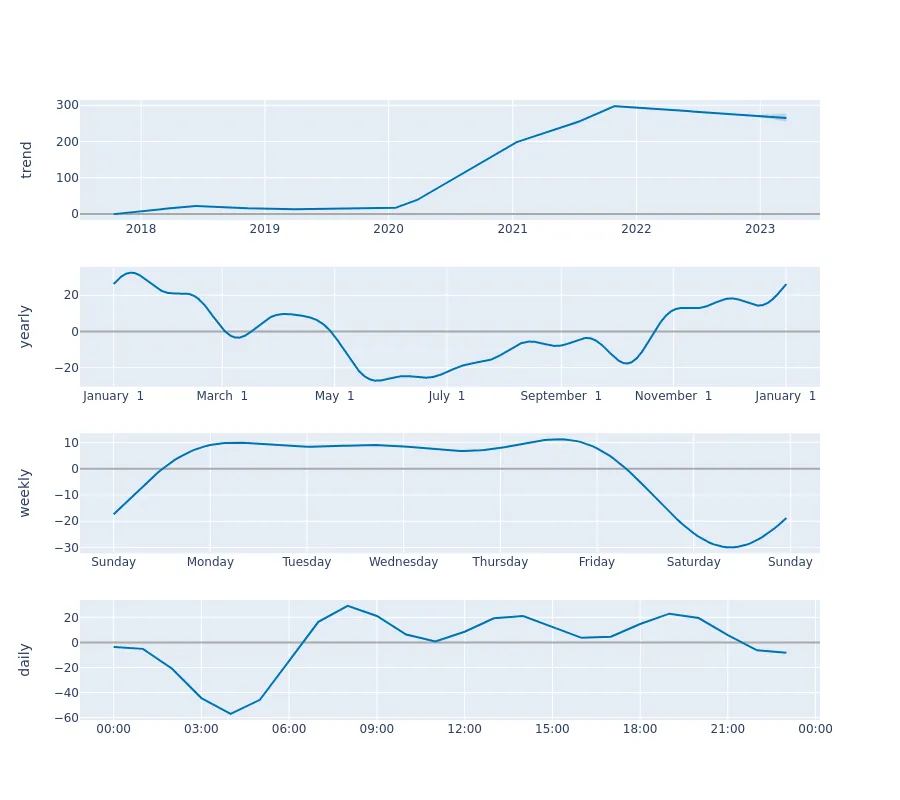 trend
300
200
100
0
2018 2019 2020 2021 2022 2023
yearly
20
0
−20
January 1 March 1 May 1 July 1 September 1 November 1 January 1
weekly
10
0
−10
−20
−30
Sunday Monday Tuesday Wednesday Thursday Friday Saturday Sunday
daily
20
0
−20
−40
−60
00:00 03:00 06:00 09:00 12:00 15:00 18:00 21:00 00:00